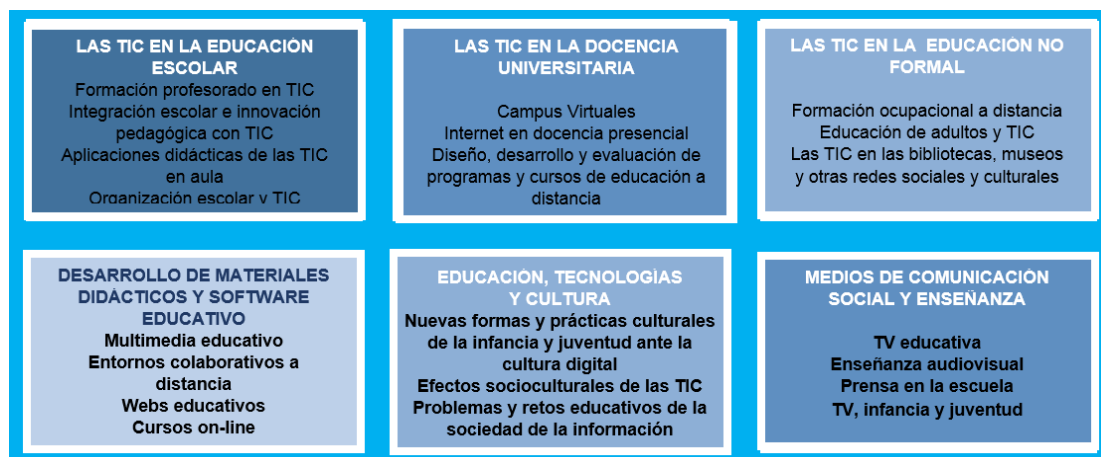 LAS TIC EN LA EDUCACIÓN
ESCOLAR
Formación profesorado en TIC
Integración escolar e innovación
pedagógica con TIC
Aplicaciones didácticas de las TIC
en aula
Organización escolar y TIC
LAS TIC EN LA DOCENCIA
UNIVERSITARIA
Campus Virtuales
Internet en docencia presencial
Diseño, desarrollo y evaluación de
programas y cursos de educación a
distancia
LAS TIC EN LA EDUCACIÓN NO
FORMAL
Formación ocupacional a distancia
Educación de adultos y TIC
Las TIC en las bibliotecas, museos
y otras redes sociales y culturales
DESARROLLO DE MATERIALES
DIDÁCTICOS Y SOFTWARE
EDUCATIVO
Multimedia educativo
Entornos colaborativos a
distancia
Webs educativos
Cursos on-line
EDUCACIÓN, TECNOLOGÍAS
Y CULTURA
Nuevas formas y prácticas culturales
de la infancia y juventud ante la
cultura digital
Efectos socioculturales de las TIC
Problemas y retos educativos de la
sociedad de la información
MEDIOS DE COMUNICACIÓN
SOCIAL Y ENSEÑANZA
TV educativa
Enseñanza audiovisual
Prensa en la escuela
TV, infancia y juventud